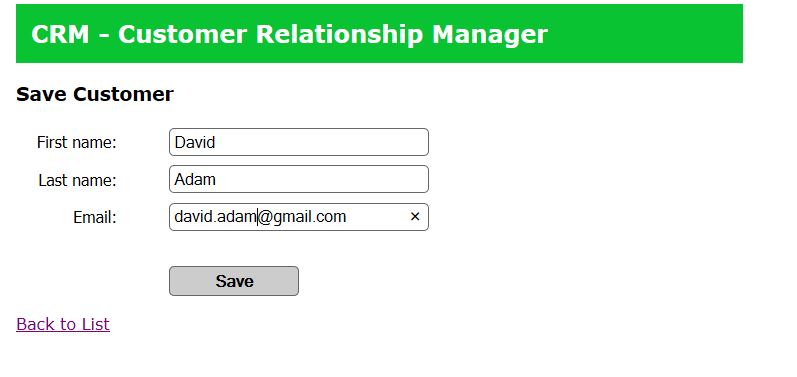 CRM - Customer Relationship Manager
Save Customer
First name: David
Last name: Adam
Email: david.adam@gmail.com ×
Save
Back to List